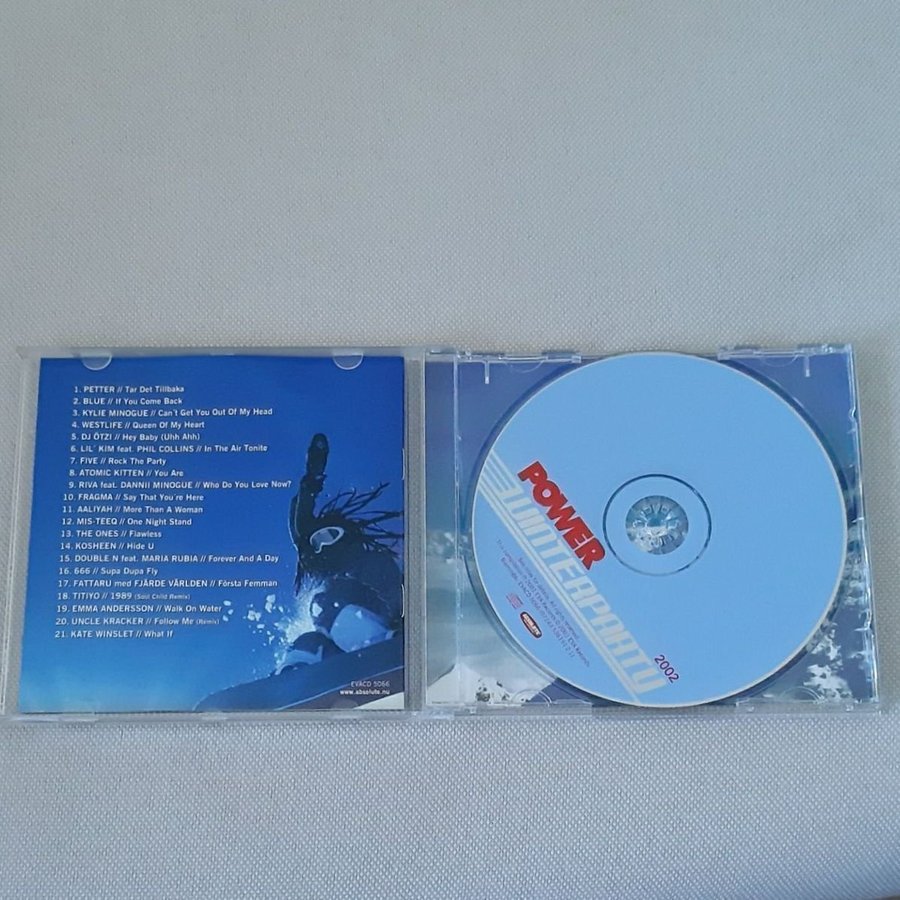 1. PETTER // Tar Det Tillbaka
2. BLUE // If You Come Back
3. KYLIE MINOGUE // Can't Get You Out Of My Head
4. WESTLIFE // Queen Of My Heart
5. DJ ÖTZI // Hey Baby (Uhh Ahh)
6. LIL' KIM feat. PHIL COLLINS // In The Air Tonite
7. FIVE // Rock The Party
8. ATOMIC KITTEN // You Are
9. RIVA feat. DANNII MINOGUE // Who Do You Love Now?
10. FRAGMA // Say That You're Here
11. AALIYAH // More Than A Woman
12. MIS-TEEQ // One Night Stand
13. THE ONES // Flawless
14. KOSHEEN // Hide U
15. DOUBLE N feat. MARIA RUBIA // Forever And A Day
16. 666 // Supa Dupa Fly
17. FATTARU med FJÄRDE VÄRLDEN // Första Femman
18. TITIYO // 1989 (Soul Child Remix)
19. EMMA ANDERSSON // Walk On Water
20. UNCLE KRACKER // Follow Me (Remix)
21. KATE WINSLET // What If
EVACD 5066
www.absolute.nu
POWER
WINTERPARTY
2002